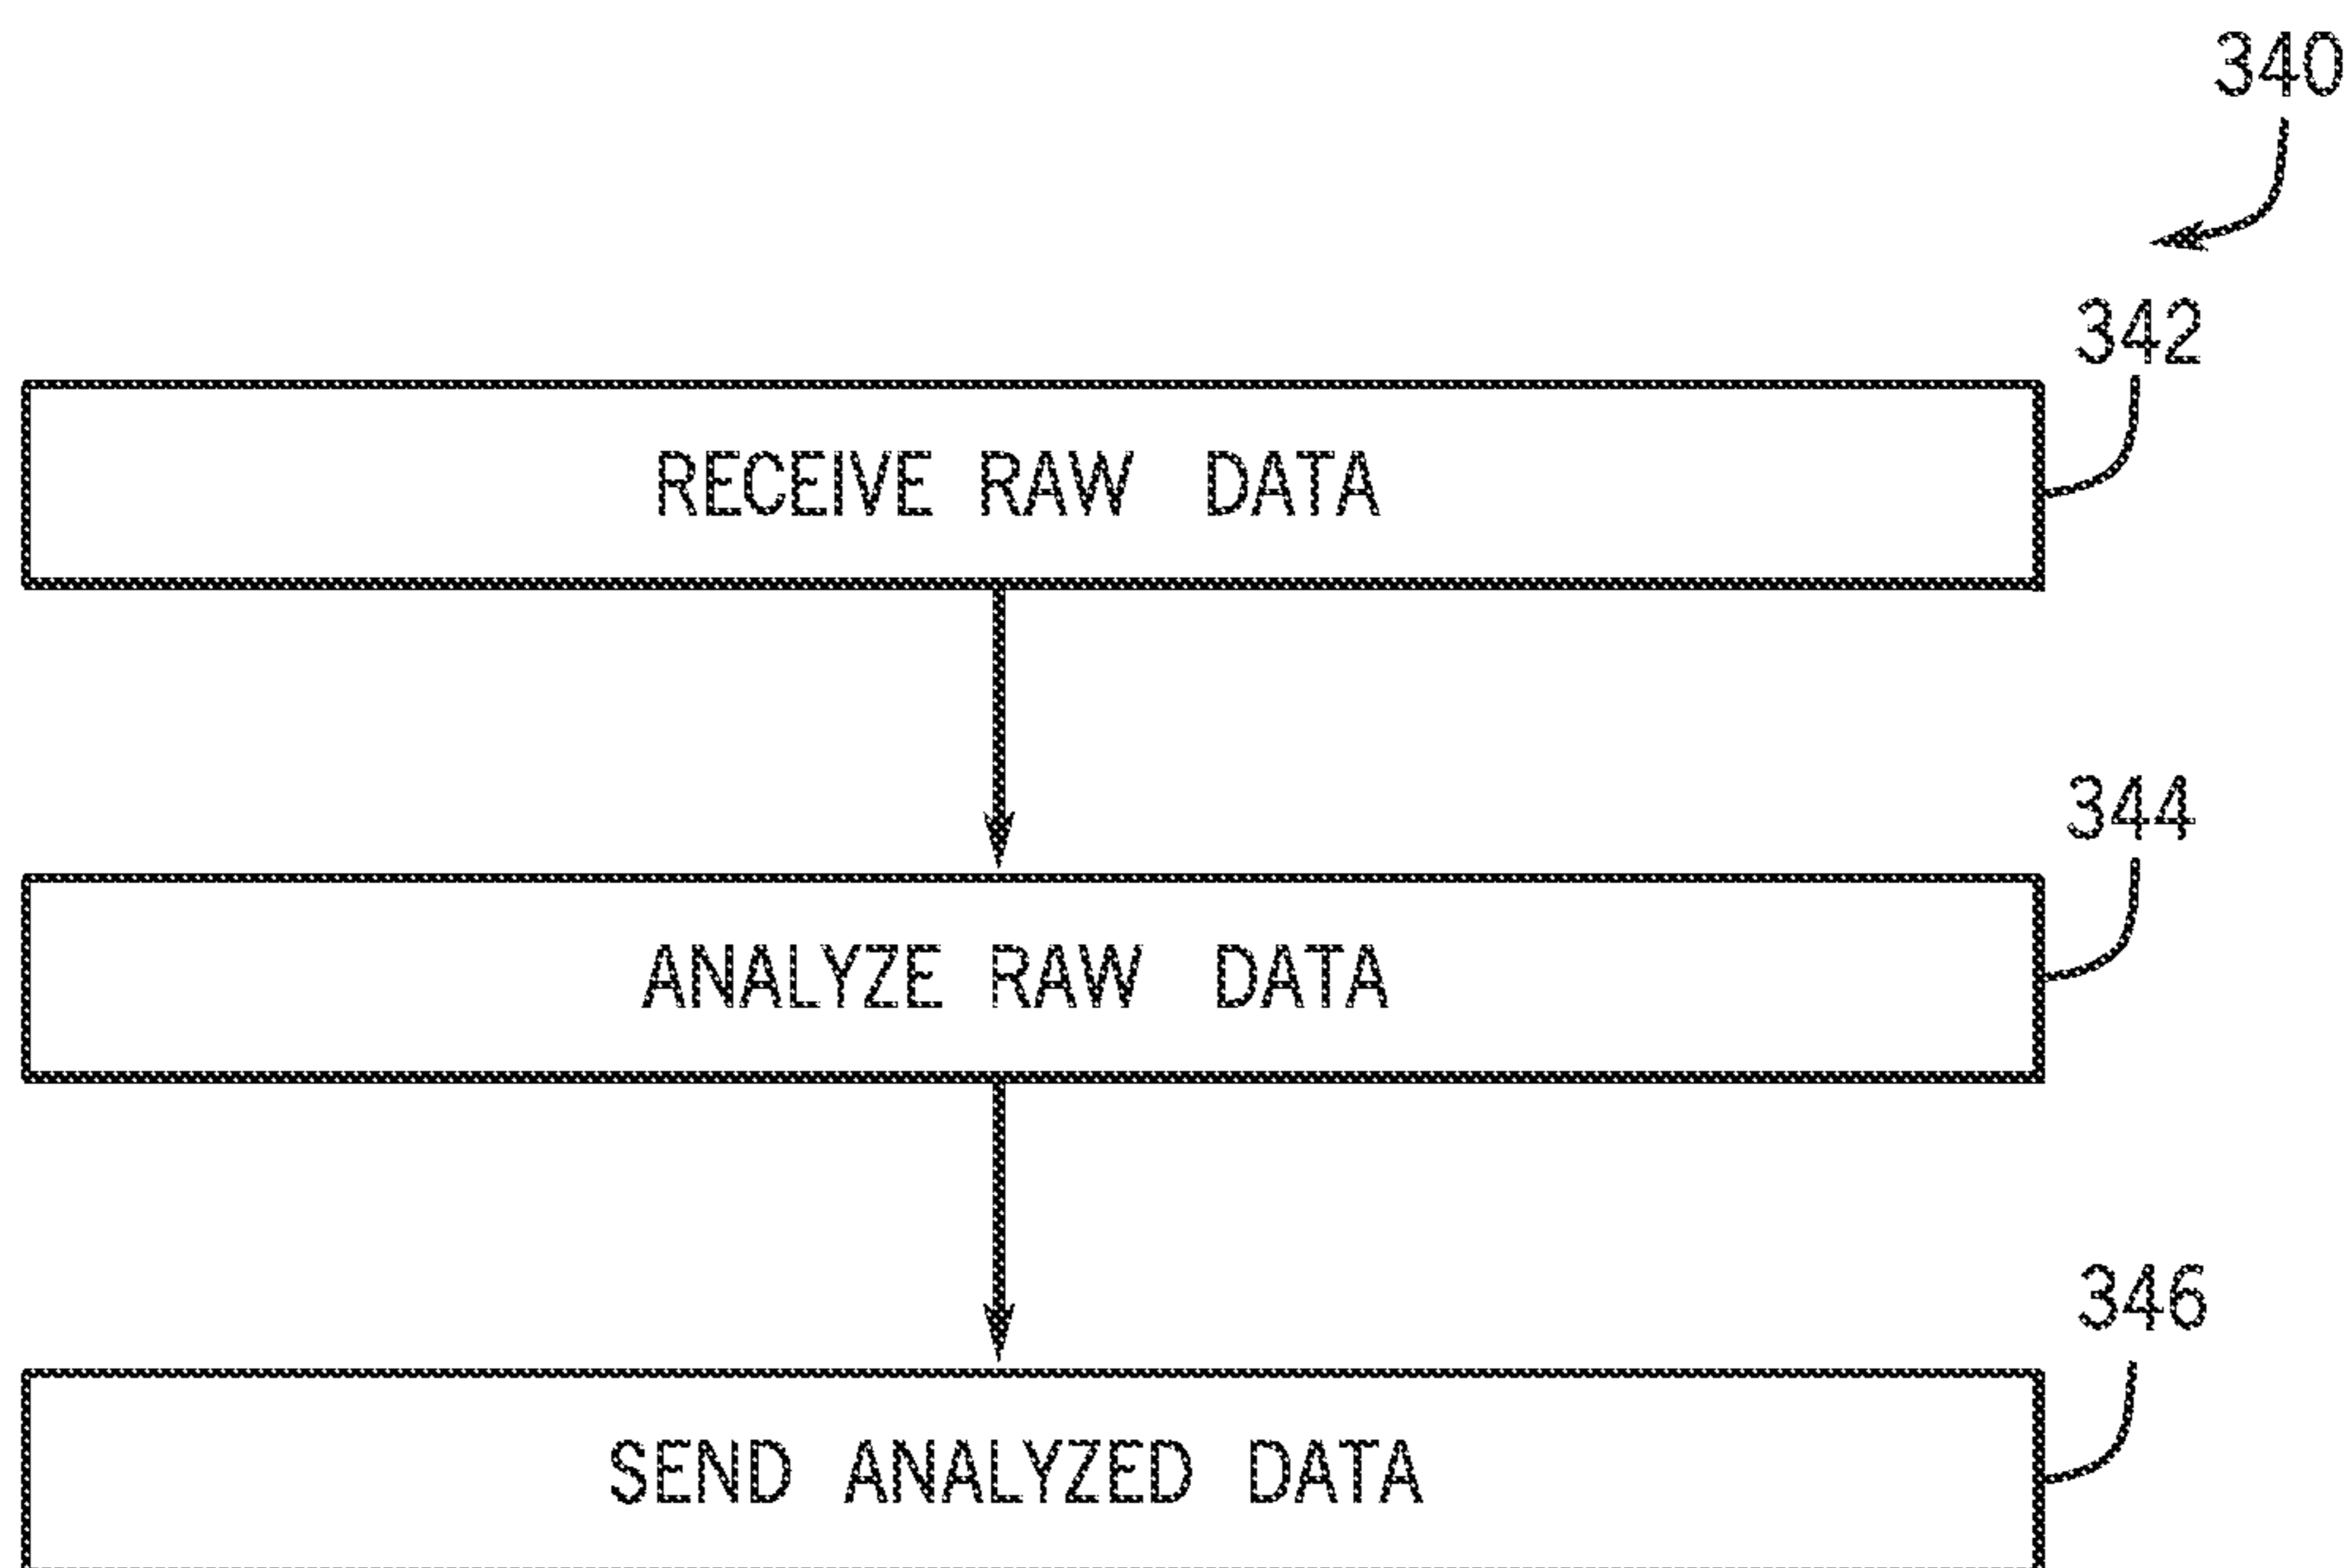 340
342
RECEIVE RAW DATA
344
ANALYZE RAW DATA
346
SEND ANALYZED DATA